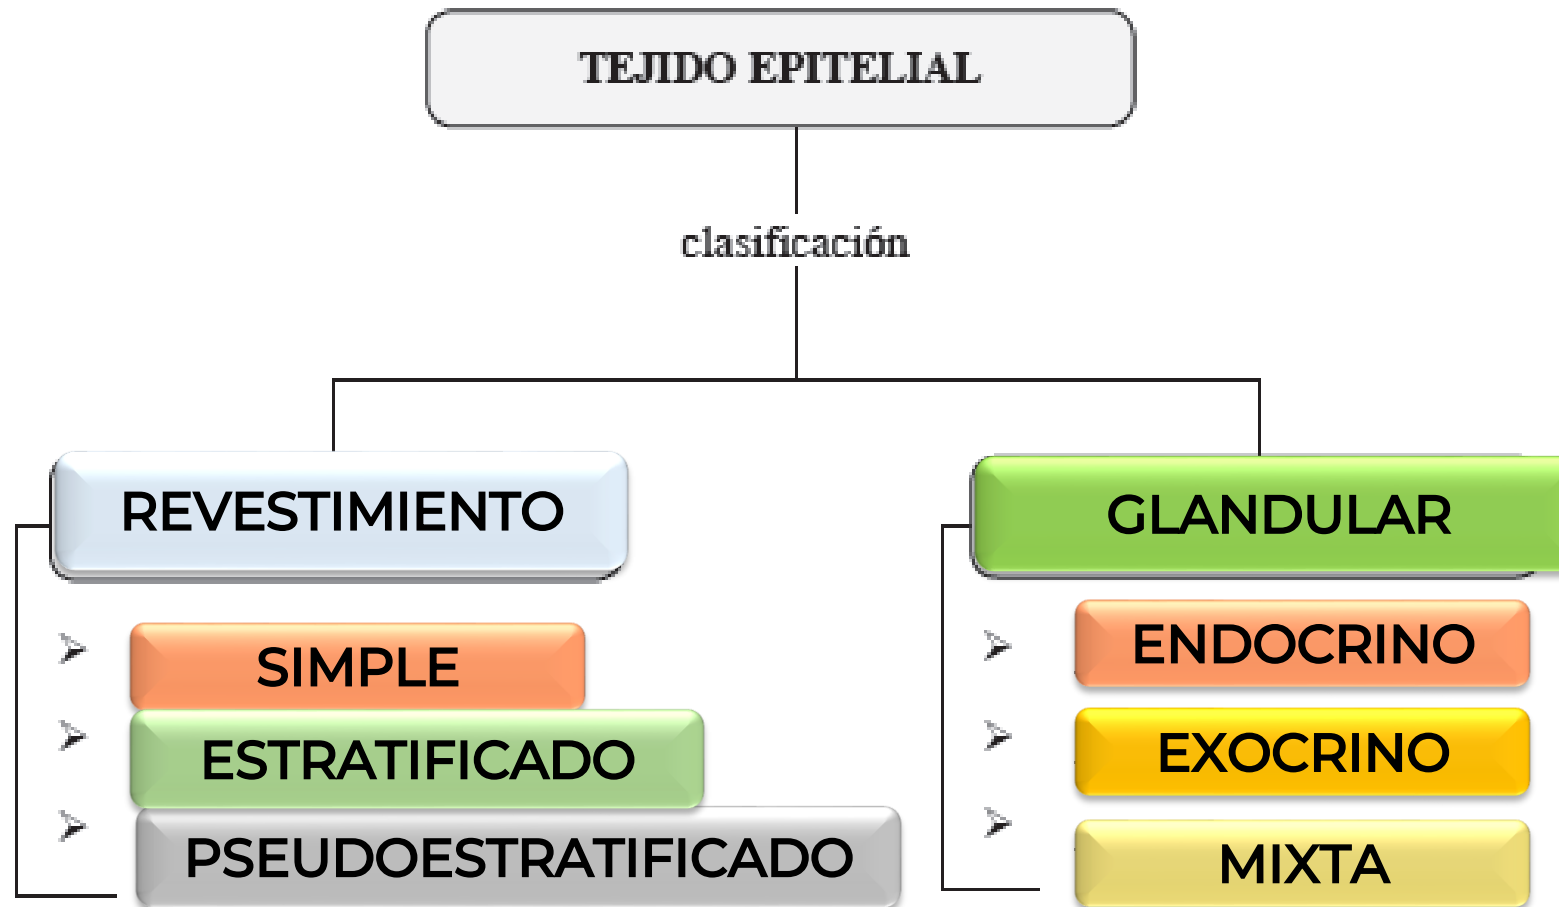 TEJIDO EPITELIAL
clasificación
REVESTIMIENTO
SIMPLE
ESTRATIFICADO
PSEUDOESTRATIFICADO
GLANDULAR
ENDOCRINO
EXOCRINO
MIXTA